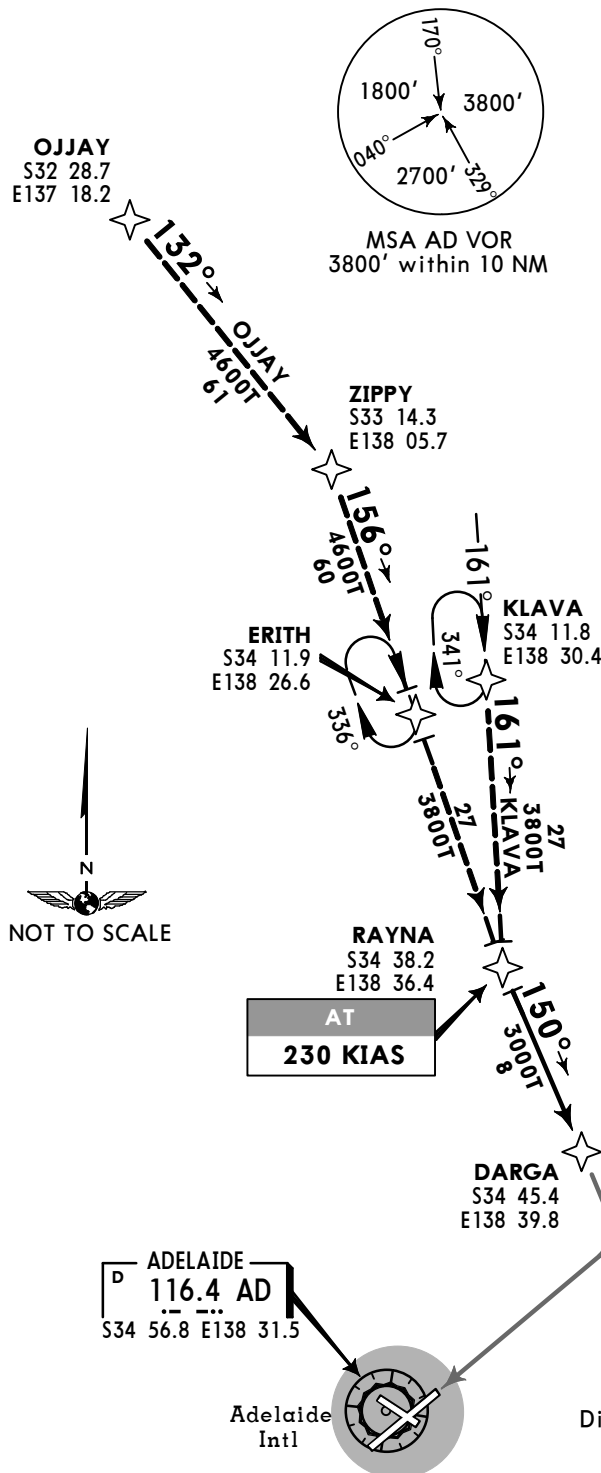 170°
1800'
3800'
040°
2700'
329°
MSA AD VOR
3800' within 10 NM
OJJAY
S32 28.7
E137 18.2
132°
OJJAY
4600T
61
ZIPPY
S33 14.3
E138 05.7
156°
4600T
60
161°
KLAVA
S34 11.8
E138 30.4
341°
ERITH
S34 11.9
E138 26.6
336°
161°
27
3800T
KLAVA
27
3800T
N
NOT TO SCALE
RAYNA
S34 38.2
E138 36.4
AT
230 KIAS
150°
3000T
8
DARGA
S34 45.4
E138 39.8
ADELAIDE
D 116.4 AD
S34 56.8 E138 31.5
Adelaide
Intl
Di